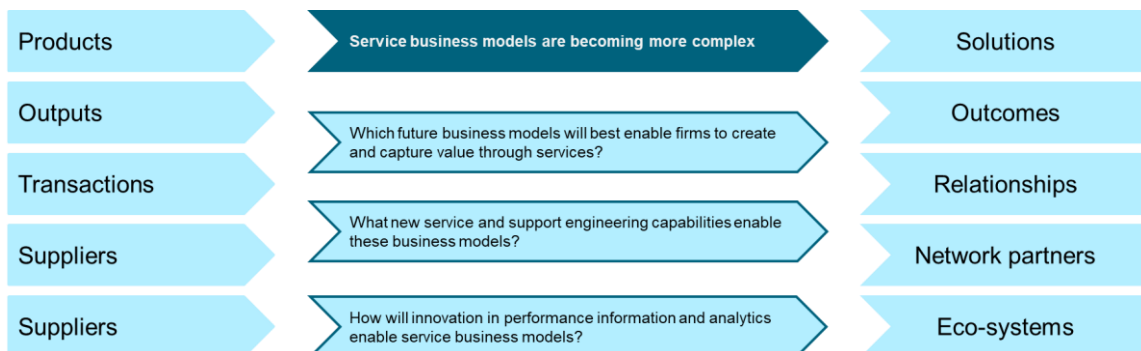 Products
Service business models are becoming more complex
Solutions
Outputs
Which future business models will best enable firms to create
and capture value through services?
Outcomes
Transactions
What new service and support engineering capabilities enable
these business models?
Relationships
Suppliers
Network partners
Suppliers
How will innovation in performance information and analytics
enable service business models?
Eco-systems